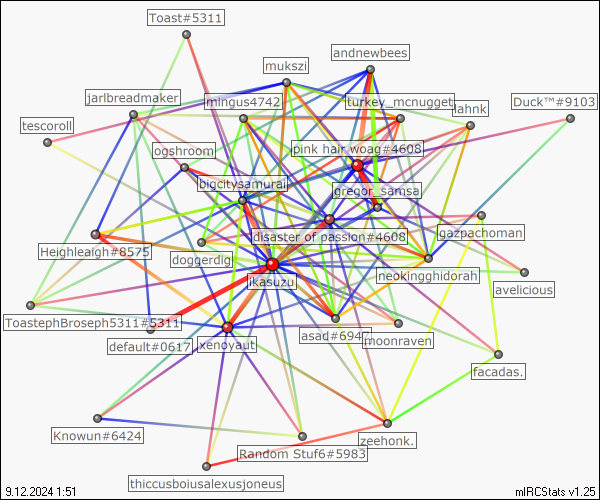 Toast#5311
andnewbees
mukszi
jarlbreadmaker
mingus4742
turkey_mcnugget
lahnk
Duck™#9103
tescoroll
ogshroom
pink hair woag#4608
bigcitysamurai
gregor_samsa
gazpachoman
disaster of passion#4608
Heighleaigh#8575
doggerdig
neokingghidorah
ikasuzu
avelicious
ToastephBroseph5311#5311
default#0617
xenoyaut
asad#694
moonraven
facadas.
Knowun#6424
zeehonk.
Random Stuf6#5983
thiccusboiusalexusjoneus
9.12.2024 1:51
mIRCStats v1.25